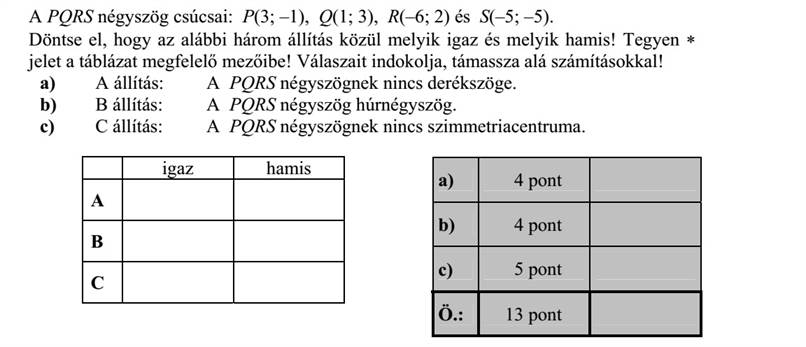 A PQRS négyszög csúcsai: P(3; –1), Q(1; 3), R(–6; 2) és S(–5; –5).
Döntse el, hogy az alábbi három állítás közül melyik igaz és melyik hamis! Tegyen *
jelet a táblázat megfelelő mezőibe! Válaszait indokolja, támassza alá számításokkal!
a) A állítás: A PQRS négyszögnek nincs derékszöge.
b) B állítás: A PQRS négyszög húrnégyszög.
c) C állítás: A PQRS négyszögnek nincs szimmetriacentruma.
igaz hamis
A
B
C
a) 4 pont
b) 4 pont
c) 5 pont
Ö.: 13 pont